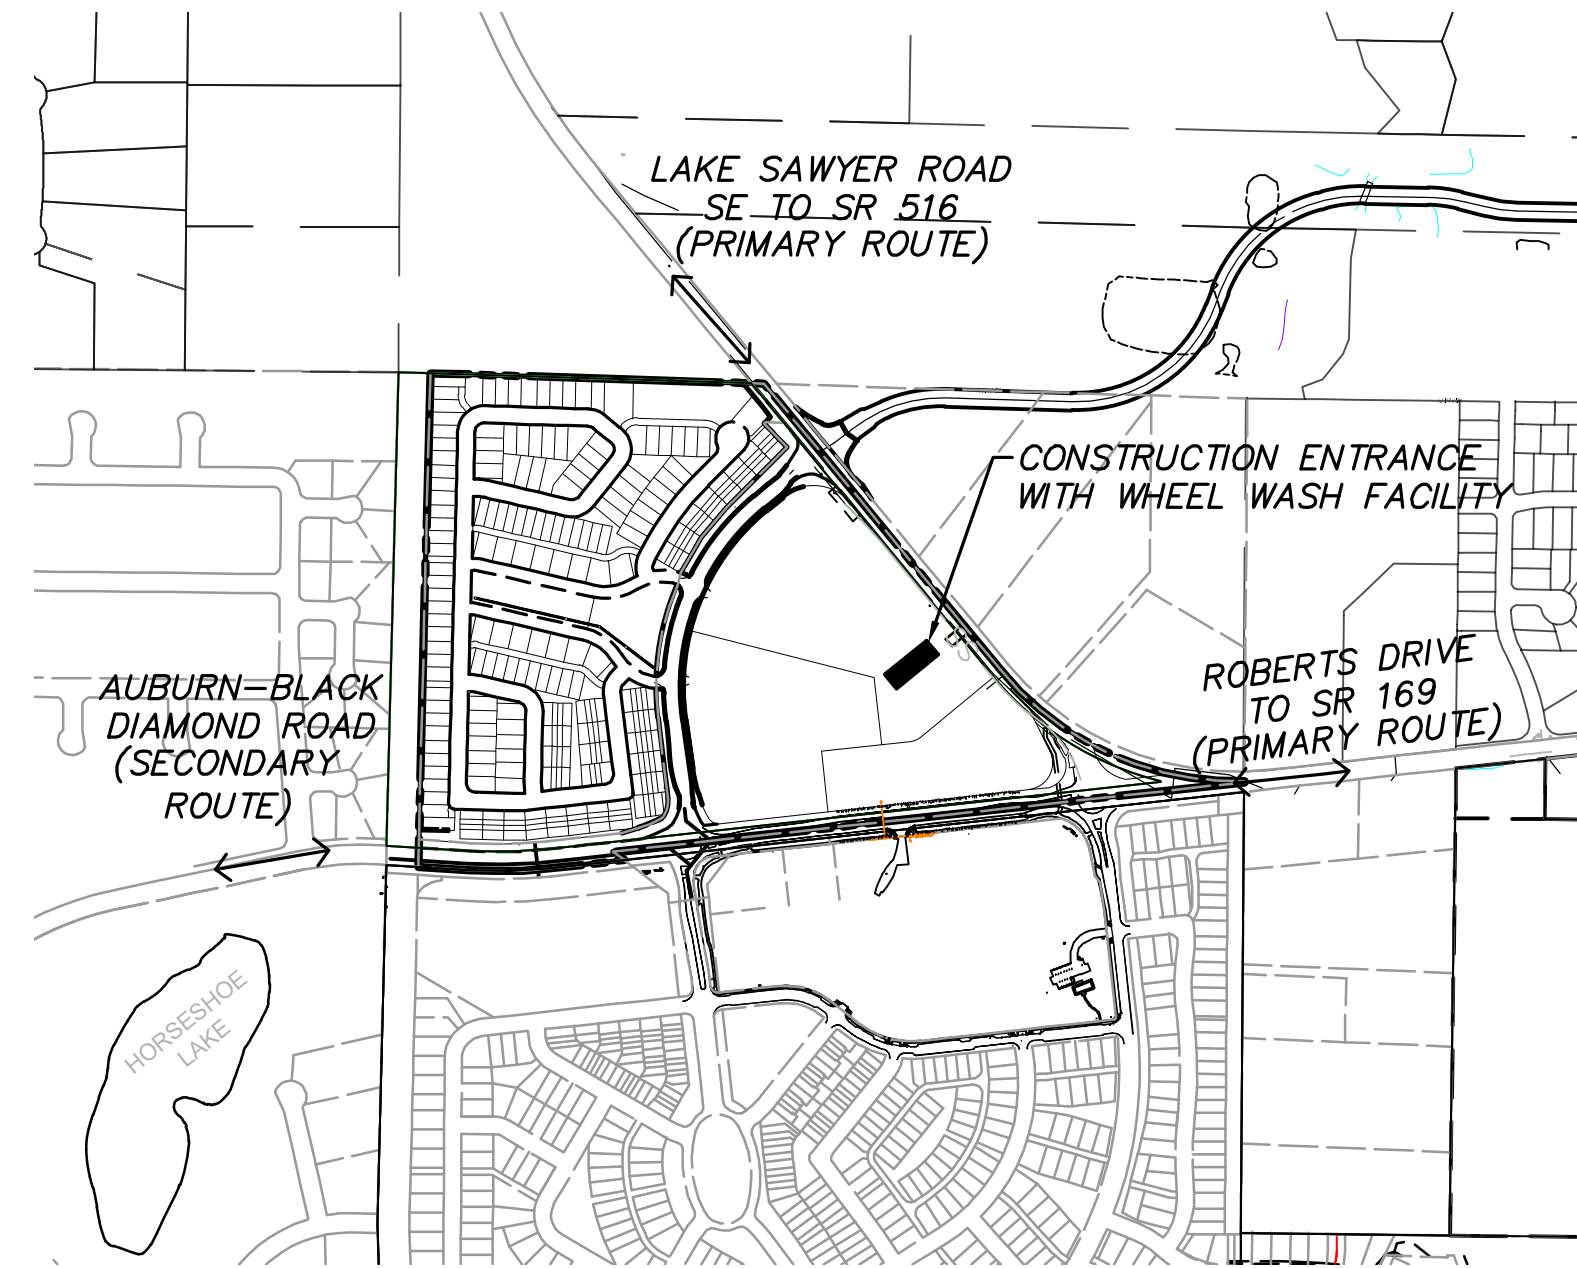 LAKE SAWYER ROAD
SE TO SR 516
(PRIMARY ROUTE)
CONSTRUCTION ENTRANCE
WITH WHEEL WASH FACILITY
ROBERTS DRIVE
TO SR 169
(PRIMARY ROUTE)
AUBURN-BLACK
DIAMOND ROAD
(SECONDARY
ROUTE)
HORSESHOE
LAKE